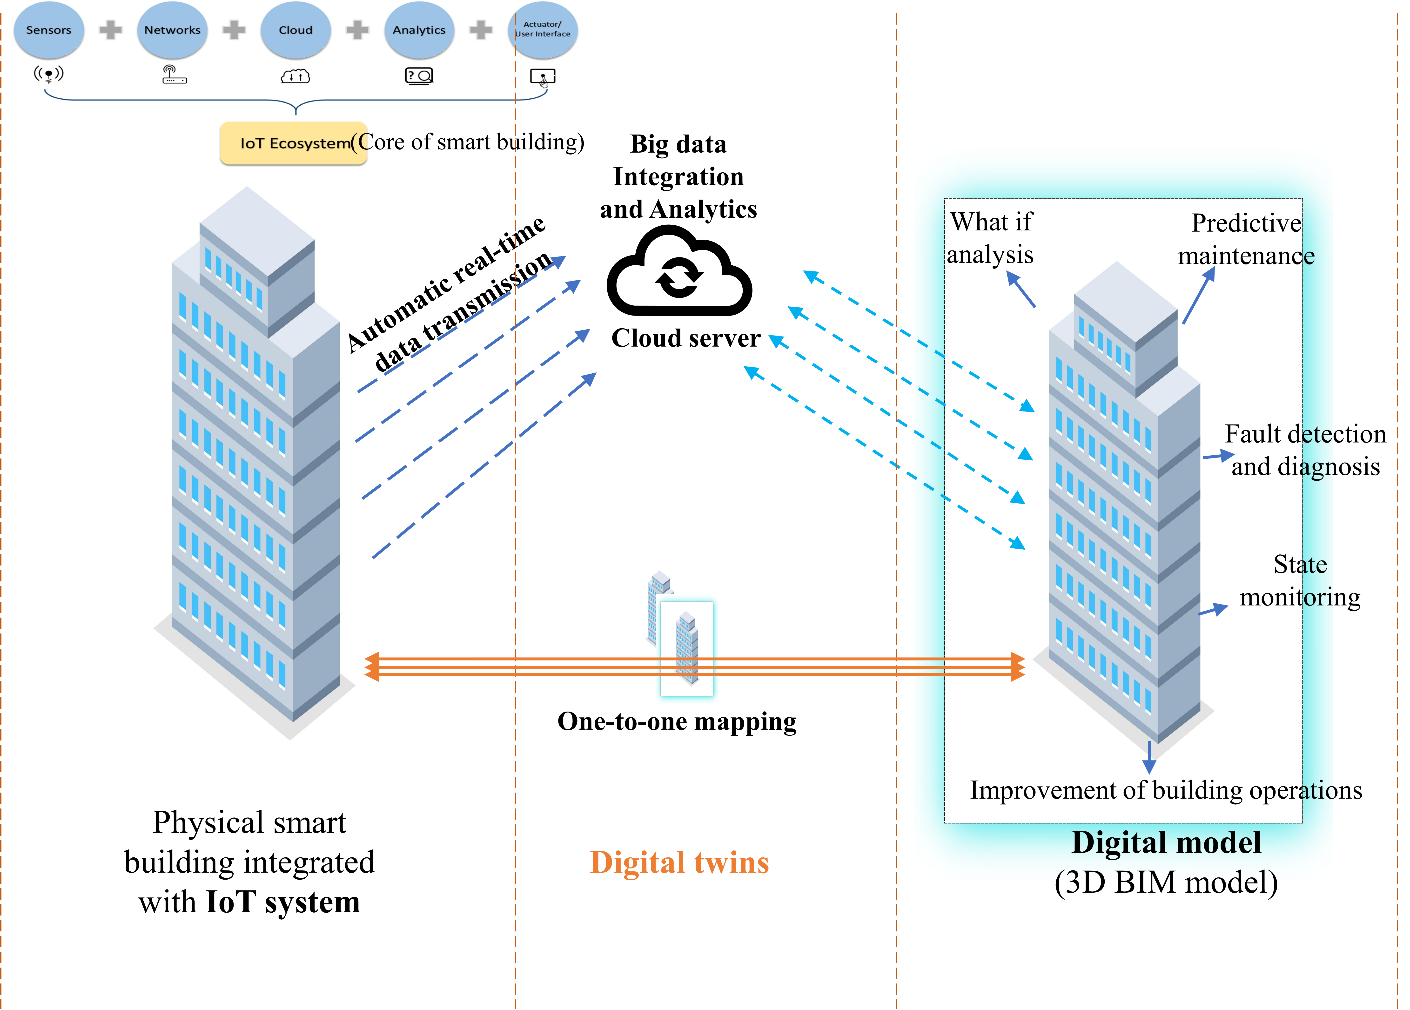 Sensors
Networks
Cloud
Analytics
Actuator/
User Interface
? 
IoT Ecosystem
(Core of smart building)
Big data
Integration
and Analytics
Cloud server
Automatic real-time
data transmission
What if
analysis
Predictive
maintenance
Fault detection
and diagnosis
State
monitoring
Improvement of building operations
One-to-one mapping
Physical smart
building integrated
with IoT system
Digital twins
Digital model
(3D BIM model)